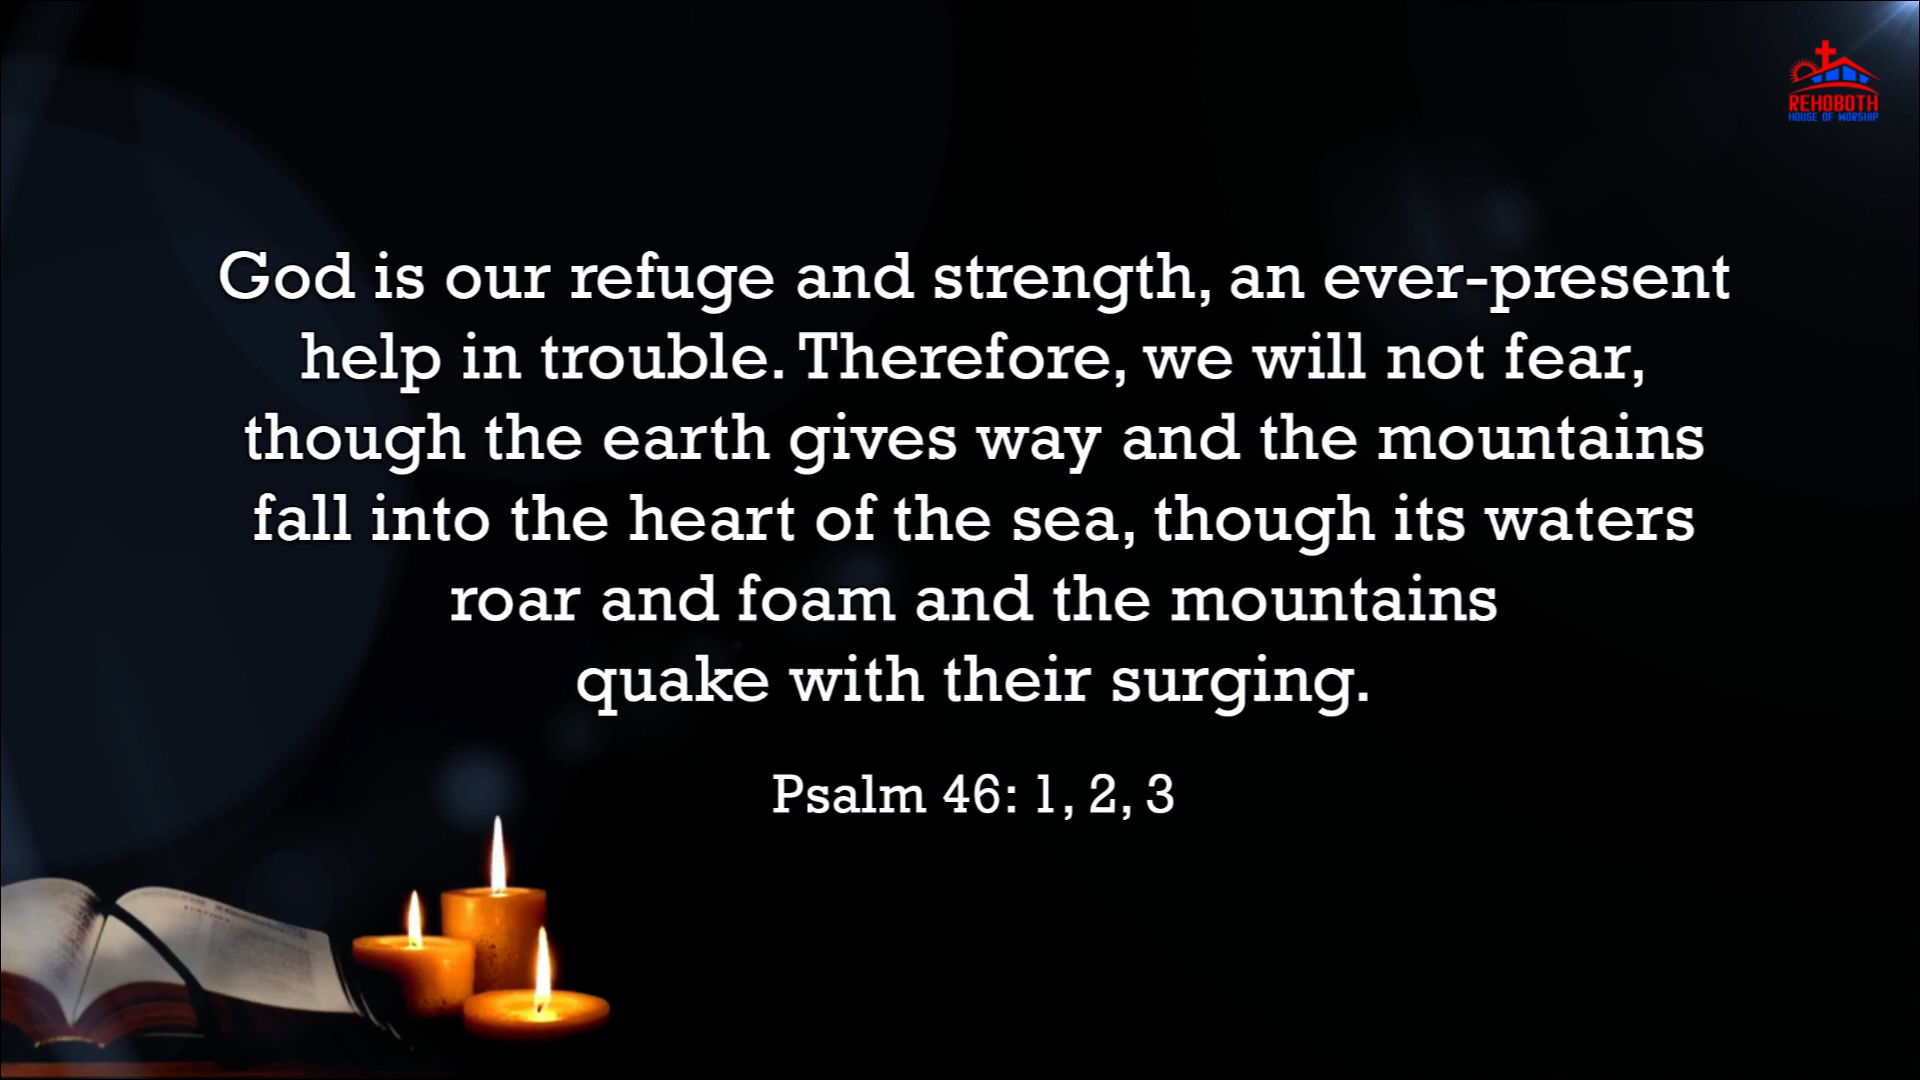 REHOBOTH
HOUSE OF WORSHIP
God is our refuge and strength, an ever-present
help in trouble. Therefore, we will not fear,
though the earth gives way and the mountains
fall into the heart of the sea, though its waters
roar and foam and the mountains
quake with their surging.
Psalm 46: 1, 2, 3